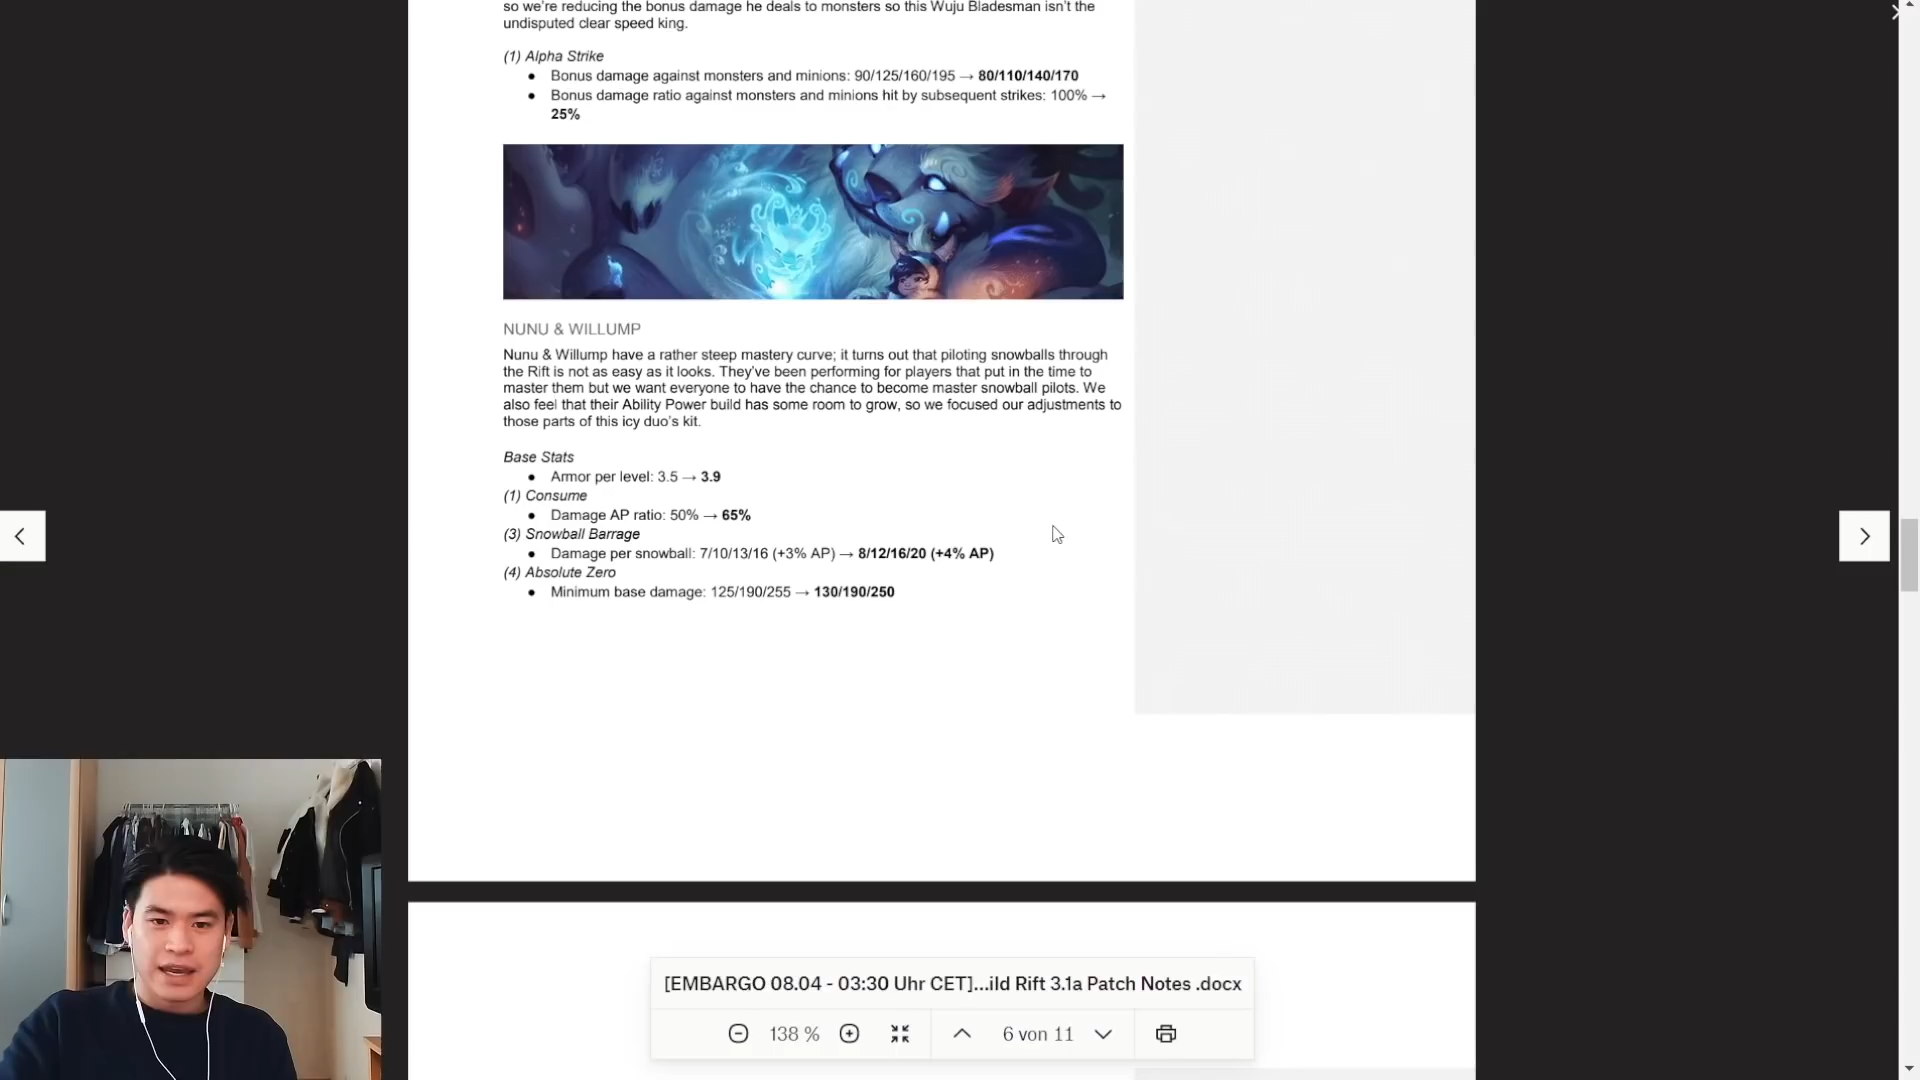 so we're reducing the bonus damage he deals to monsters so this Wuju Bladesman isn't the
undisputed clear speed king.
(1) Alpha Strike
● Bonus damage against monsters and minions: 90/125/160/195 → 80/110/140/170
● Bonus damage ratio against monsters and minions hit by subsequent strikes: 100% →
25%
NUNU & WILLUMP
Nunu & Willump have a rather steep mastery curve; it turns out that piloting snowballs through
the Rift is not as easy as it looks. They've been performing for players that put in the time to
master them but we want everyone to have the chance to become master snowball pilots. We
also feel that their Ability Power build has some room to grow, so we focused our adjustments to
those parts of this icy duo's kit.
Base Stats
● Armor per level: 3.5 → 3.9
(1) Consume
● Damage AP ratio: 50% → 65%
(3) Snowball Barrage
● Damage per snowball: 7/10/13/16 (+3% AP) → 8/12/16/20 (+4% AP)
(4) Absolute Zero
● Minimum base damage: 125/190/255 → 130/190/250
[EMBARGO 08.04 - 03:30 Uhr CET]...ild Rift 3.1a Patch Notes .docx
138 %
6 von 11